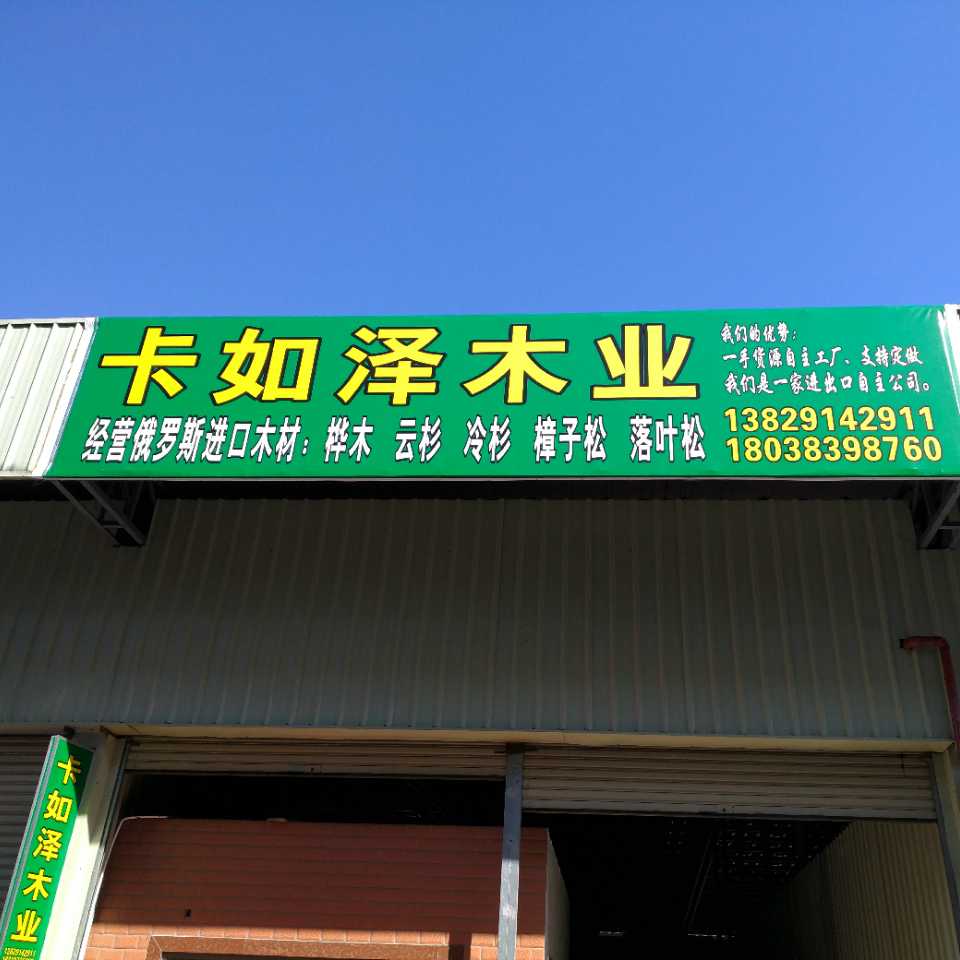 卡如泽木业
经营俄罗斯进口木材：桦木 云杉 冷杉 樟子松 落叶松
我们的优势：
一手货源自主工厂、支持定做
我们是一家进出口自主公司。
13829142911
18038398760
卡如泽木业
13829142911